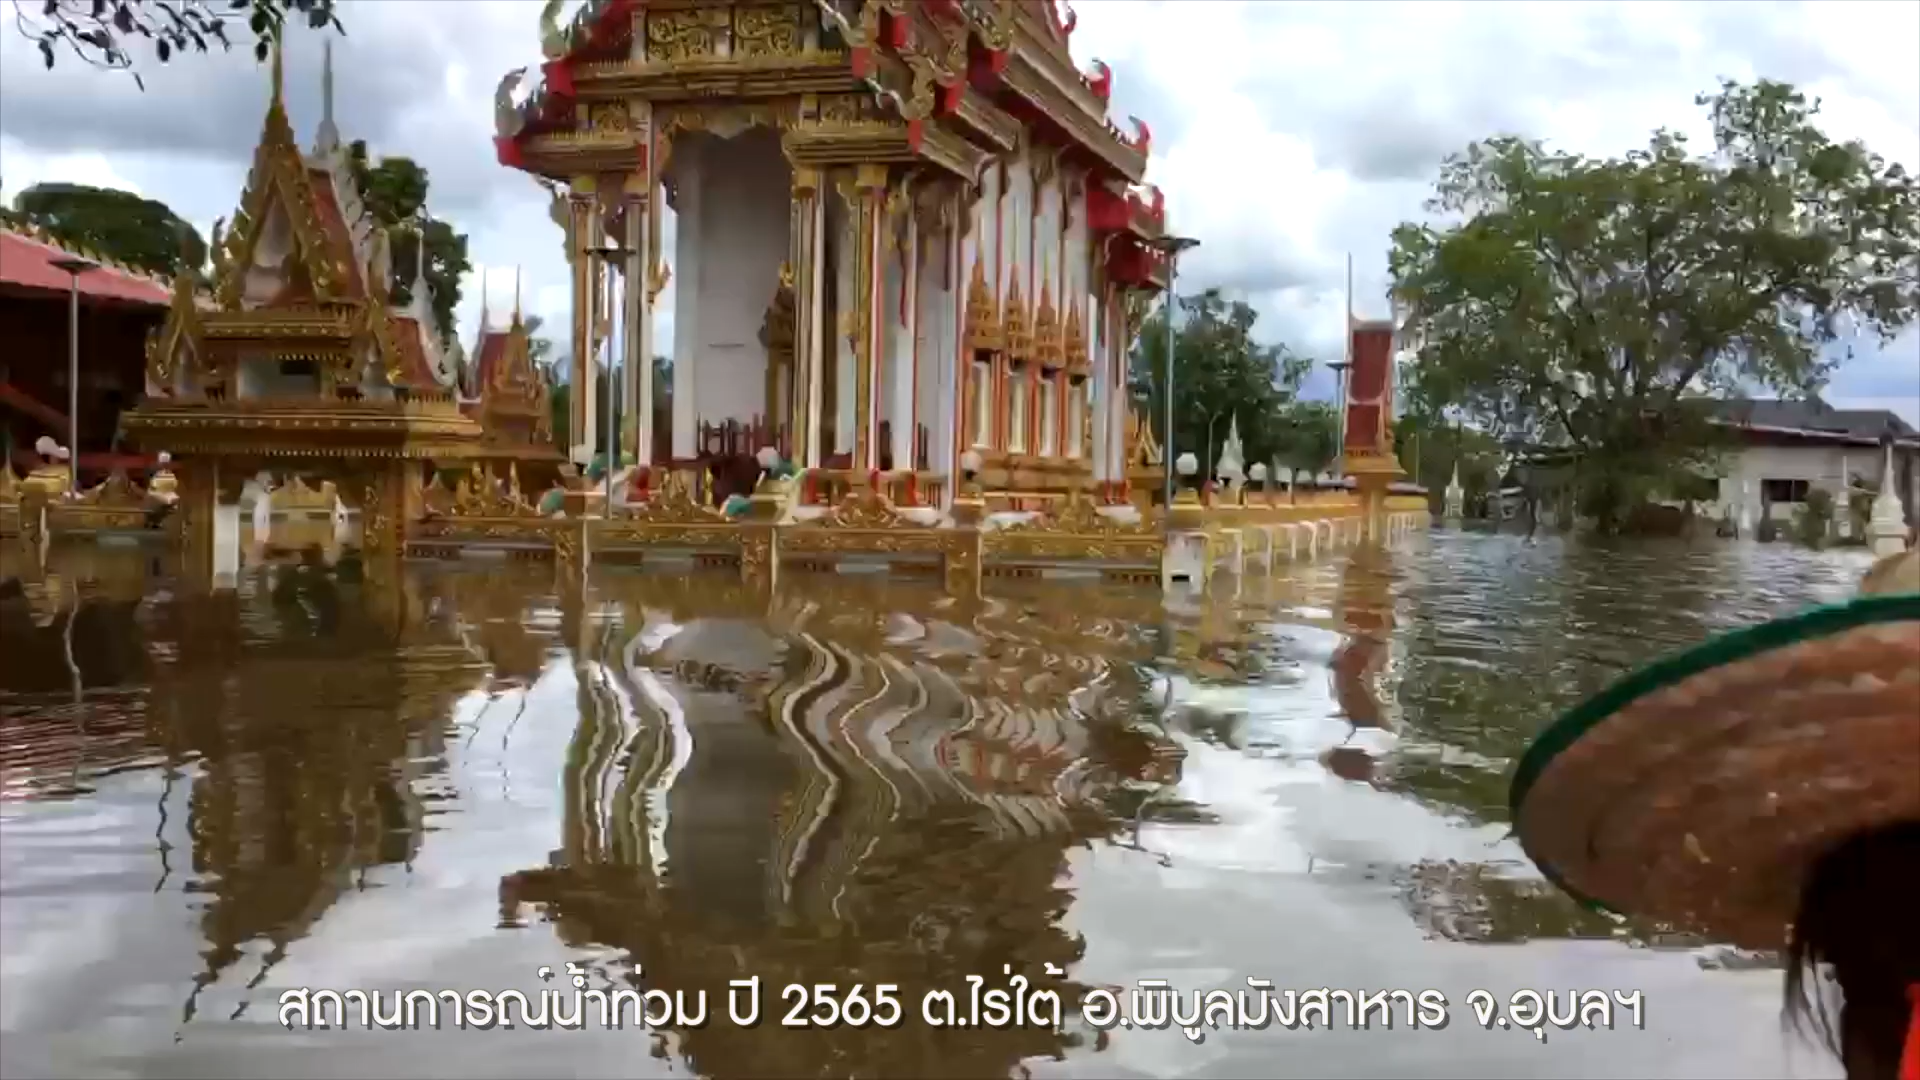 สถานการณ์น้ำท่วม ปี 2565 ต.ไร่ใต้ อ.พิบูลมังสาหาร จ.อุบลฯ